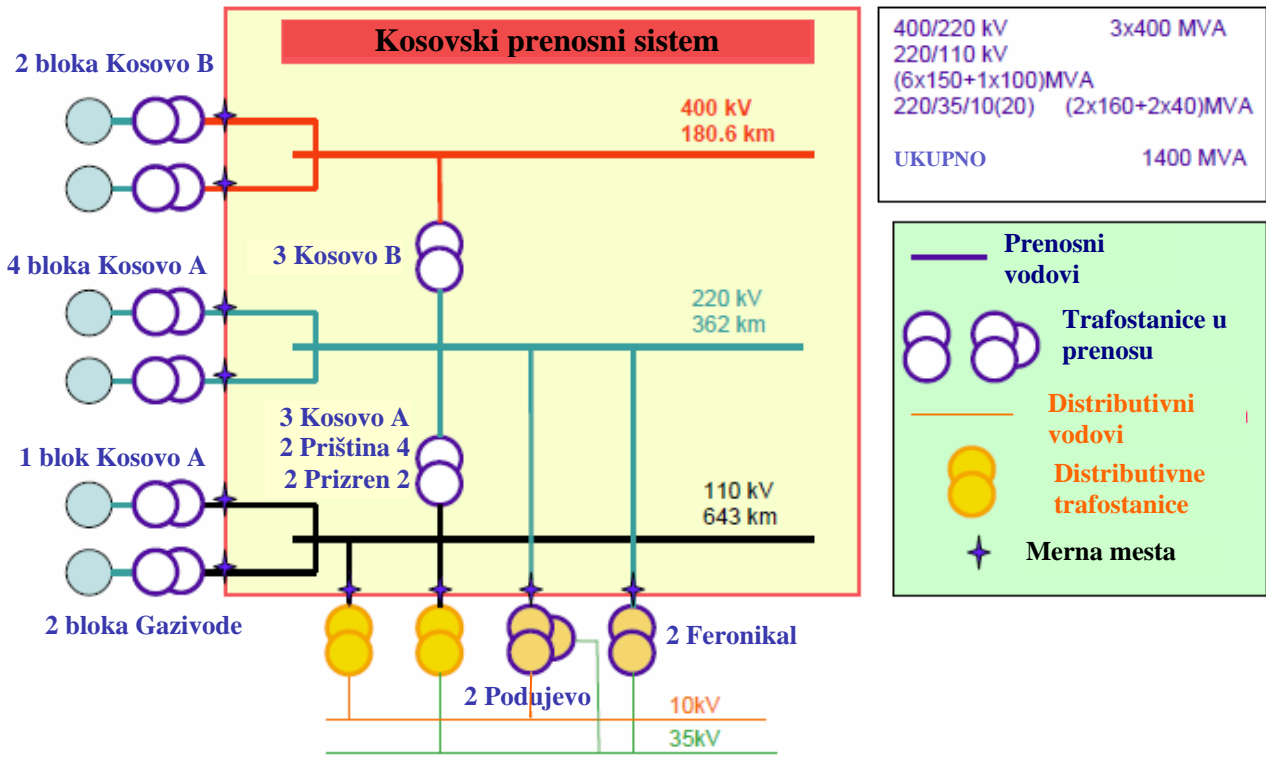 Kosovski prenosni sistem
2 bloka Kosovo B
400 kV
180.6 km
3 Kosovo B
4 bloka Kosovo A
220 kV
362 km
3 Kosovo A
2 Priština 4
2 Prizren 2
1 blok Kosovo A
110 kV
643 km
2 bloka Gazivode
2 Feronikal
2 Podujevo
10kV
35kV
400/220 kV 3x400 MVA
220/110 kV
(6x150+1x100)MVA
220/35/10(20) (2x160+2x40)MVA
UKUPNO 1400 MVA
Prenosni
vodovi
Trafostanice u
prenosu
Distributivni
vodovi
Distributivne
trafostanice
Merna mesta